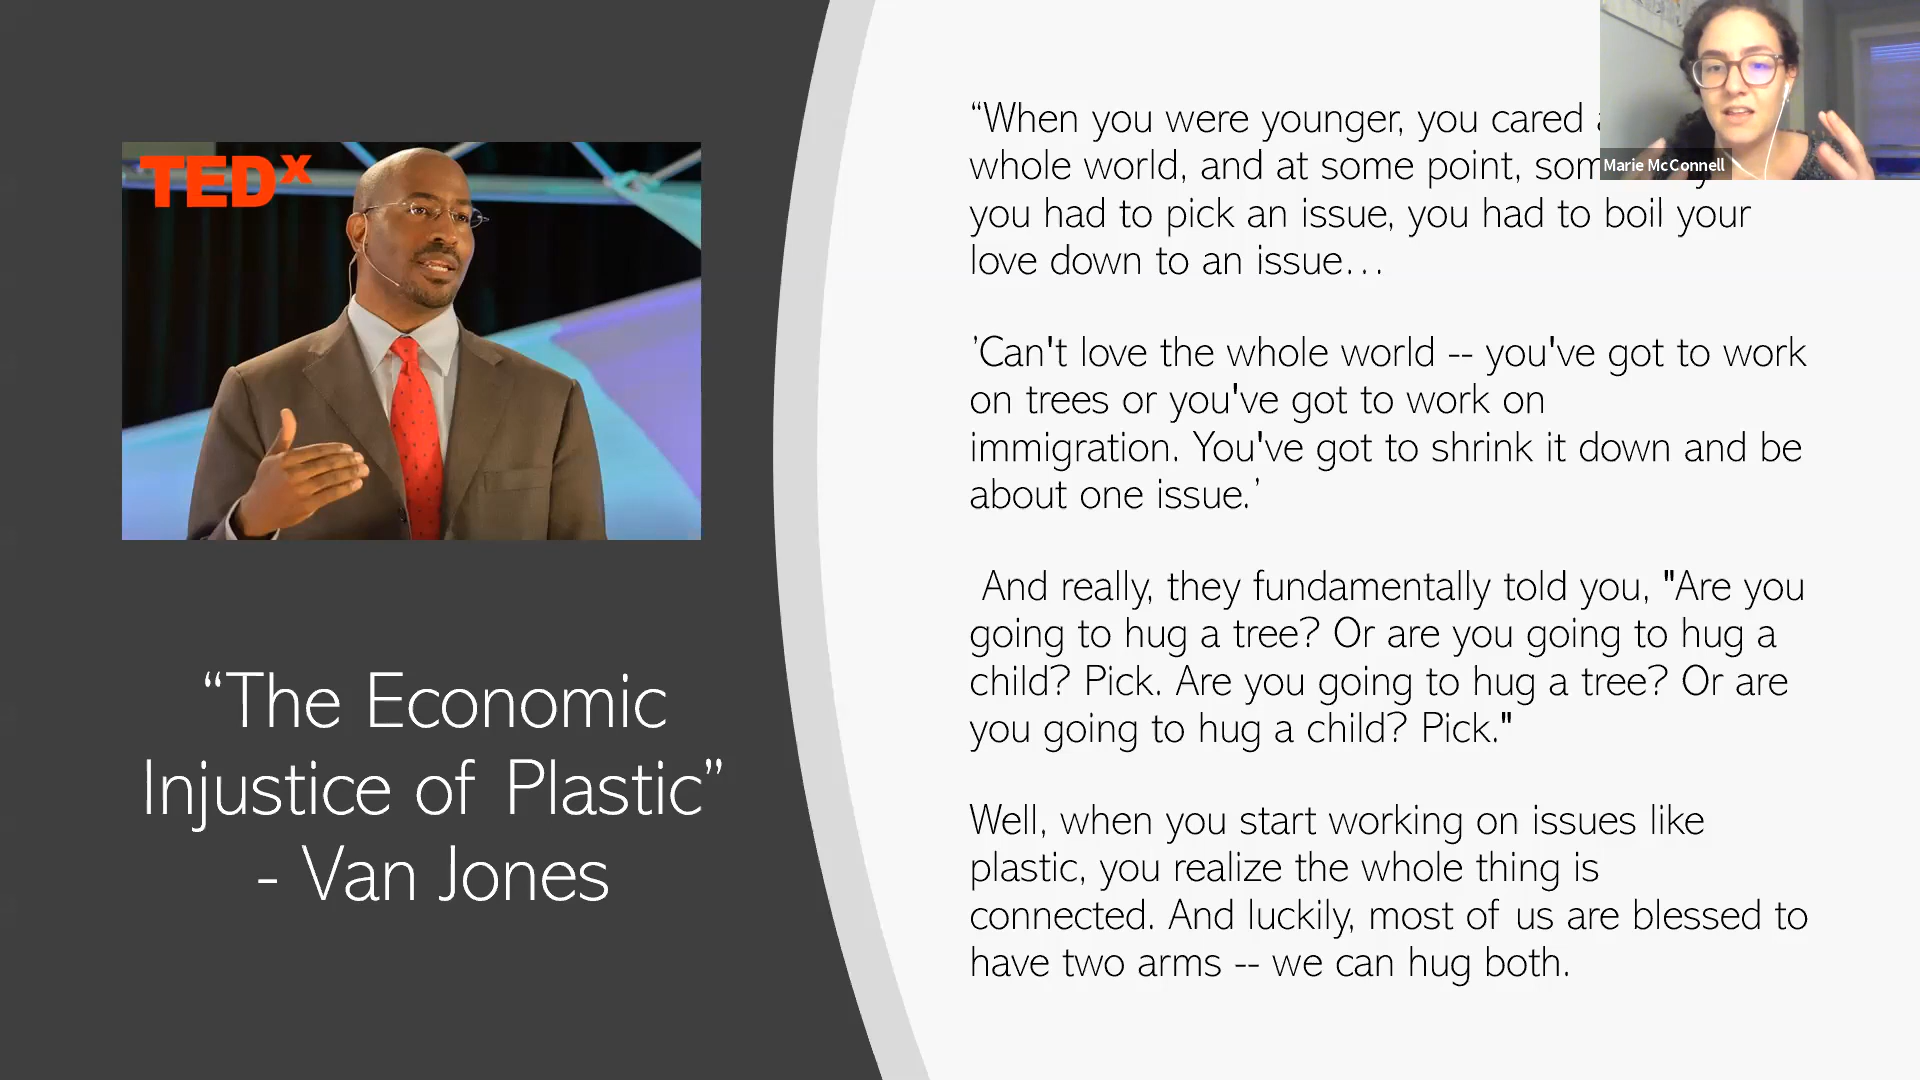 TEDx
“The Economic
Injustice of Plastic”
- Van Jones
“When you were younger, you cared
whole world, and at some point,
you had to pick an issue, you had to boil your
love down to an issue…
’Can't love the whole world -- you've got to work
on trees or you've got to work on
immigration. You've got to shrink it down and be
about one issue.’
And really, they fundamentally told you, "Are you
going to hug a tree? Or are you going to hug a
child? Pick. Are you going to hug a tree? Or are
you going to hug a child? Pick."
Well, when you start working on issues like
plastic, you realize the whole thing is
connected. And luckily, most of us are blessed to
have two arms -- we can hug both.
Marie McConnell